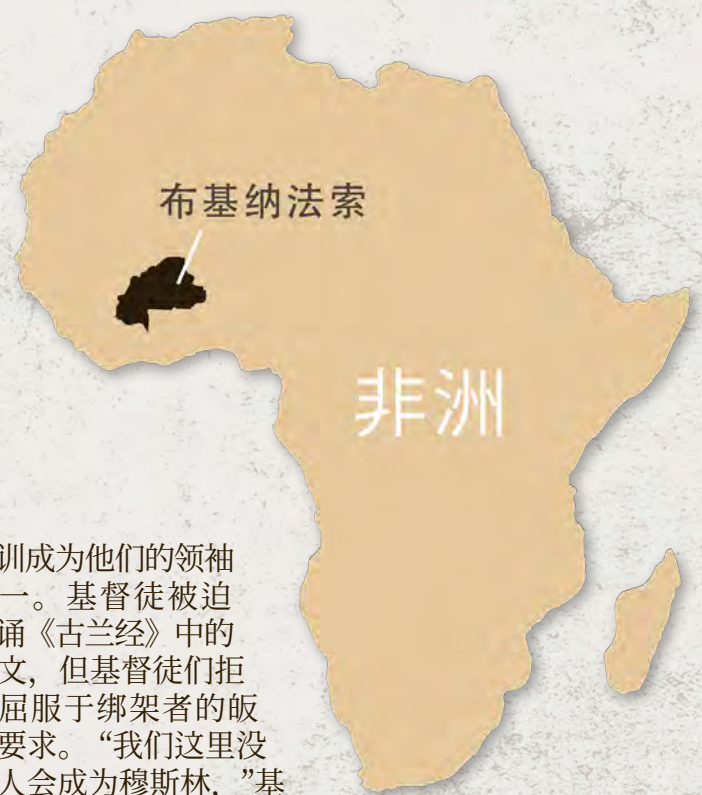 布基纳法索
非洲
训成为他们的领袖
一。基督徒被迫
诵《古兰经》中的
文，但基督徒们拒
屈服于绑架者的皈
要求。“我们这里没
人会成为穆斯林，”基